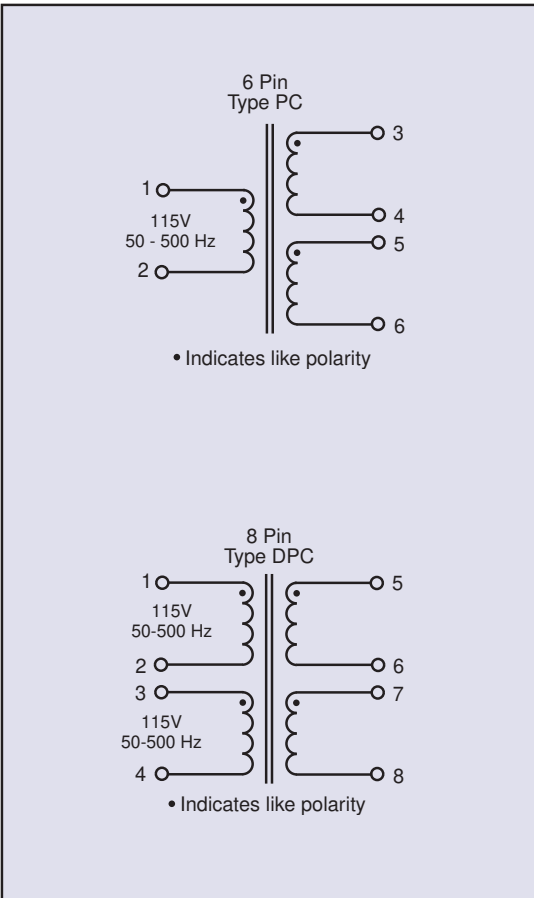 6 Pin
Type PC
1
3
115V
50 - 500 Hz
4
2
5
6
• Indicates like polarity
8 Pin
Type DPC
1
5
115V
50-500 Hz
2
6
3
7
115V
50-500 Hz
4
8
• Indicates like polarity